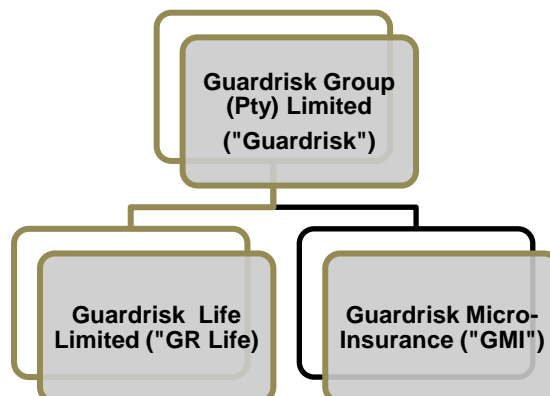 Guardrisk Group
(Pty) Limited
("Guardrisk")
Guardrisk Life
Limited ("GR Life)
Guardrisk Micro-
Insurance ("GMI")